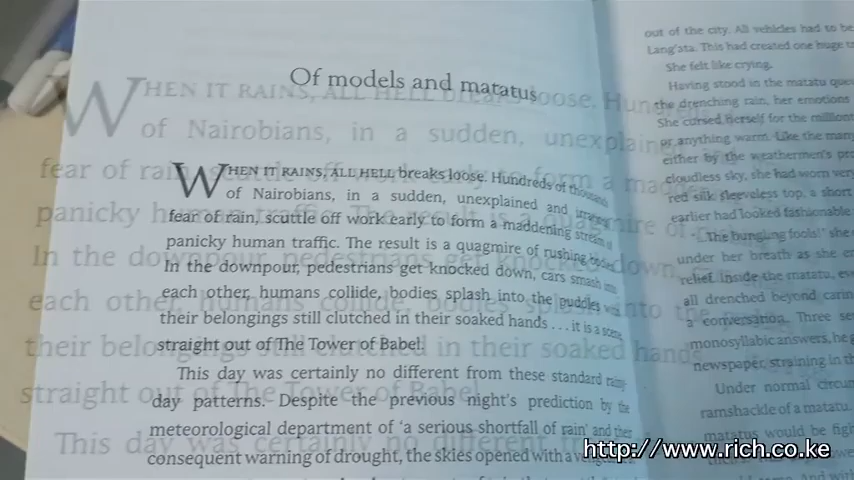 Of models and matatus
WHEN IT RAINS, ALL HELL breaks loose. Hundreds of thousands
of Nairobians, in a sudden, unexplained and
fear of rain, scuttle off work early to form a maddening stream of
panicky human traffic. The result is a quagmire of rushing bodies.
In the downpour, pedestrians get knocked down, cars smash into
each other, humans collide, bodies splash into the puddles with
their belongings still clutched in their soaked hands . . . it is a scene
straight out of The Tower of Babel.
This day was certainly no different from these standard rainy
day patterns. Despite the previous night's prediction by the
meteorological department of 'a serious shortfall of rain' and their
consequent warning of drought, the skies opened with a vengeance
out of the city. All vehicles had to be
Lang'ata. This had created one huge
She felt like crying.
Having stood in the matatu
the drenching rain, her emotions
She cursed herself for the
or anything warm. Like the many
either by the weathermen's
cloudless sky, she had worn very
red silk sleeveless top, a short
earlier had looked fashionable
"The bungling fools!" she
under her breath as she
relief. Inside the matatu,
all drenched beyond
a conversation. Three
monosyllabic answers, he
newspaper, straining in
Under normal
ramshackle of a matatu.
matatus would be
http://www.rich.co.ke